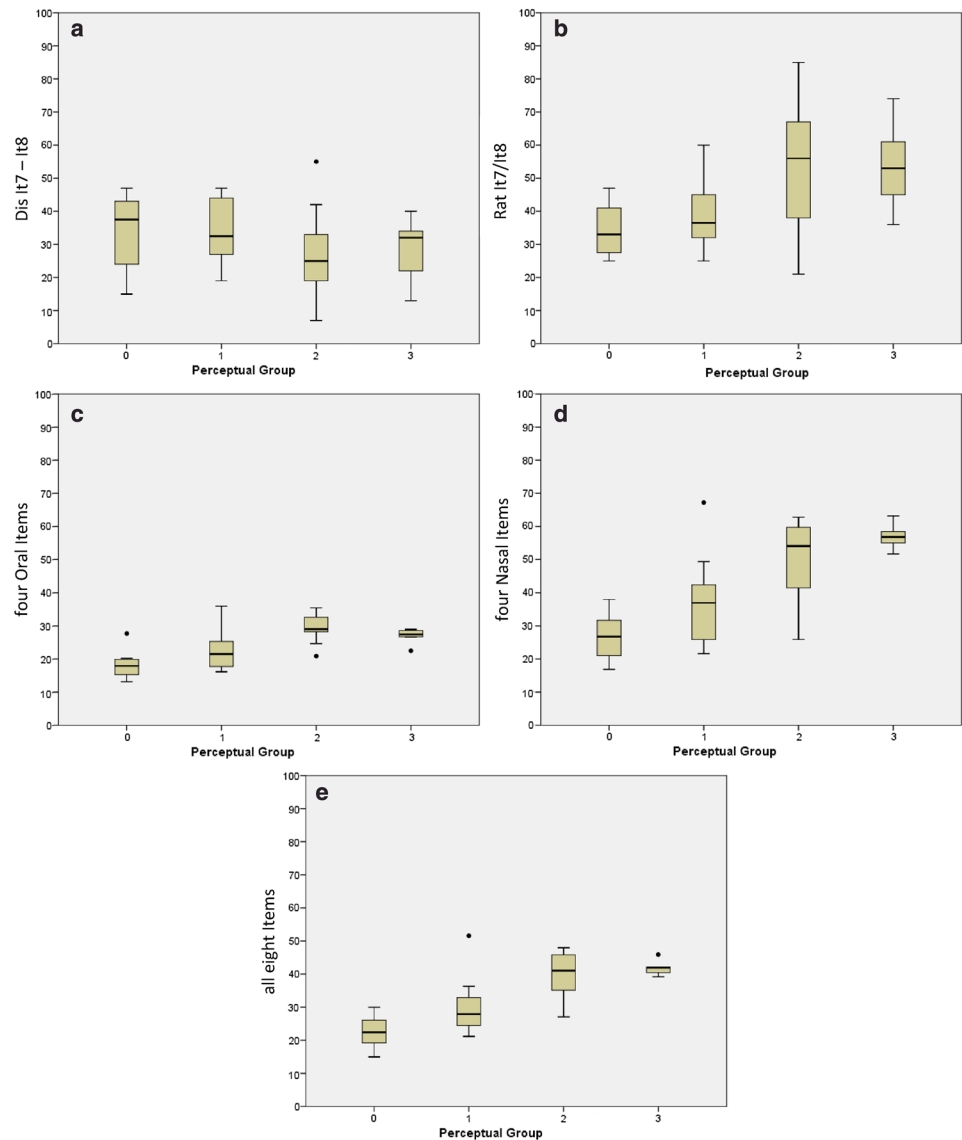 a
100
90
80
70
60
50
40
30
20
10
0
Dis It7 – It8
0 1 2 3
Perceptual Group
b
100
90
80
70
60
50
40
30
20
10
0
Rat It7/It8
0 1 2 3
Perceptual Group
c
100
90
80
70
60
50
40
30
20
10
0
four Oral Items
0 1 2 3
Perceptual Group
d
100
90
80
70
60
50
40
30
20
10
0
four Nasal Items
0 1 2 3
Perceptual Group
e
100
90
80
70
60
50
40
30
20
10
0
all eight Items
0 1 2 3
Perceptual Group